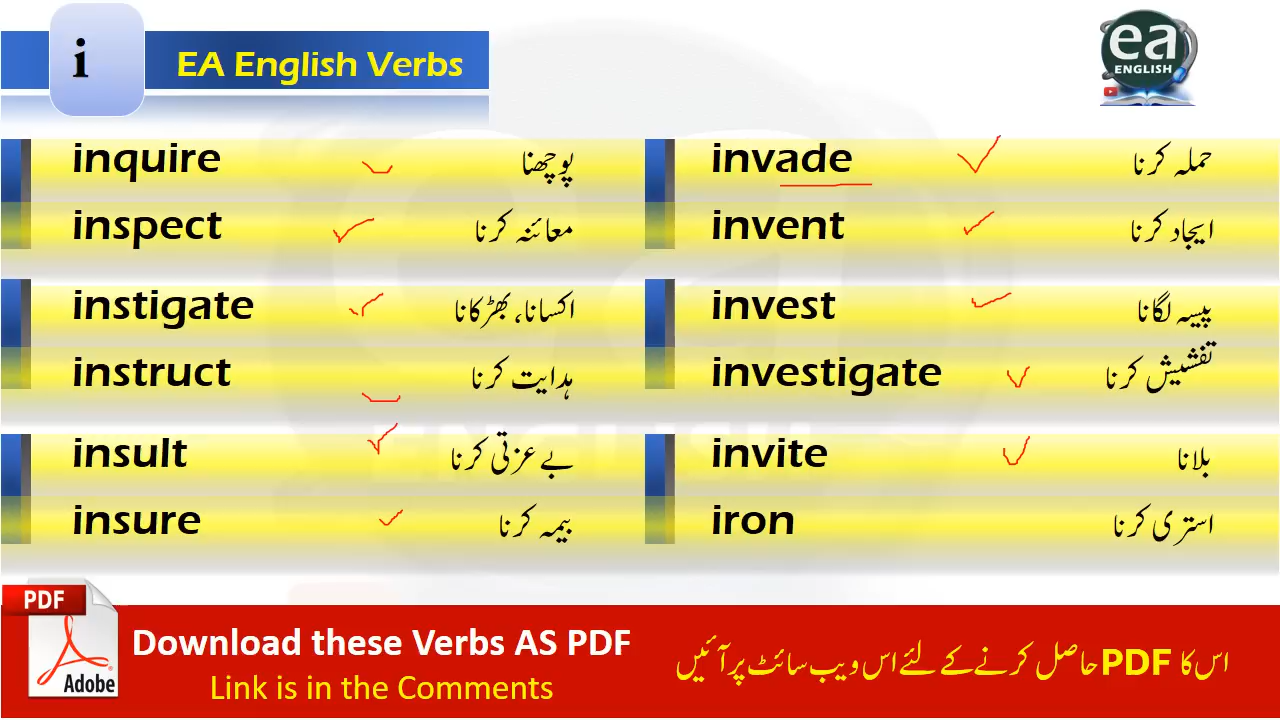 i
EA English Verbs
ea
ENGLISH
inquire پوچھنا
inspect معائنہ کرنا
instigate اکسانا، بھڑکانا
instruct ہدایت کرنا
insult بے عزتی کرنا
insure بیمہ کرنا
invade حملہ کرنا
invent ایجاد کرنا
invest پیسہ لگانا
investigate تفشیش کرنا
invite بلانا
iron استری کرنا
PDF
Adobe
Download these Verbs AS PDF
Link is in the Comments
اس کا PDF حاصل کرنے کے لئے اس ویب سائٹ پر آئیں